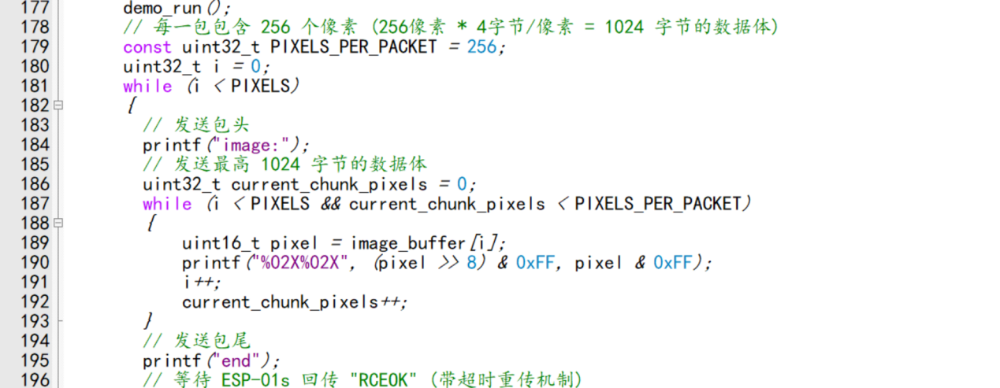 177 demo_run();
178 // 每一包包含 256 个像素 (256像素 * 4字节/像素 = 1024 字节的数据体)
179 const uint32_t PIXELS_PER_PACKET = 256;
180 uint32_t i = 0;
181 while (i < PIXELS)
182 {
183 // 发送包头
184 printf("image:");
185 // 发送最高 1024 字节的数据体
186 uint32_t current_chunk_pixels = 0;
187 while (i < PIXELS && current_chunk_pixels < PIXELS_PER_PACKET)
188 {
189 uint16_t pixel = image_buffer[i];
190 printf("%02X%02X", (pixel >> 8) & 0xFF, pixel & 0xFF);
191 i++;
192 current_chunk_pixels++;
193 }
194 // 发送包尾
195 printf("end");
196 // 等待 ESP-01s 回传 "RCEOK" (带超时重传机制)